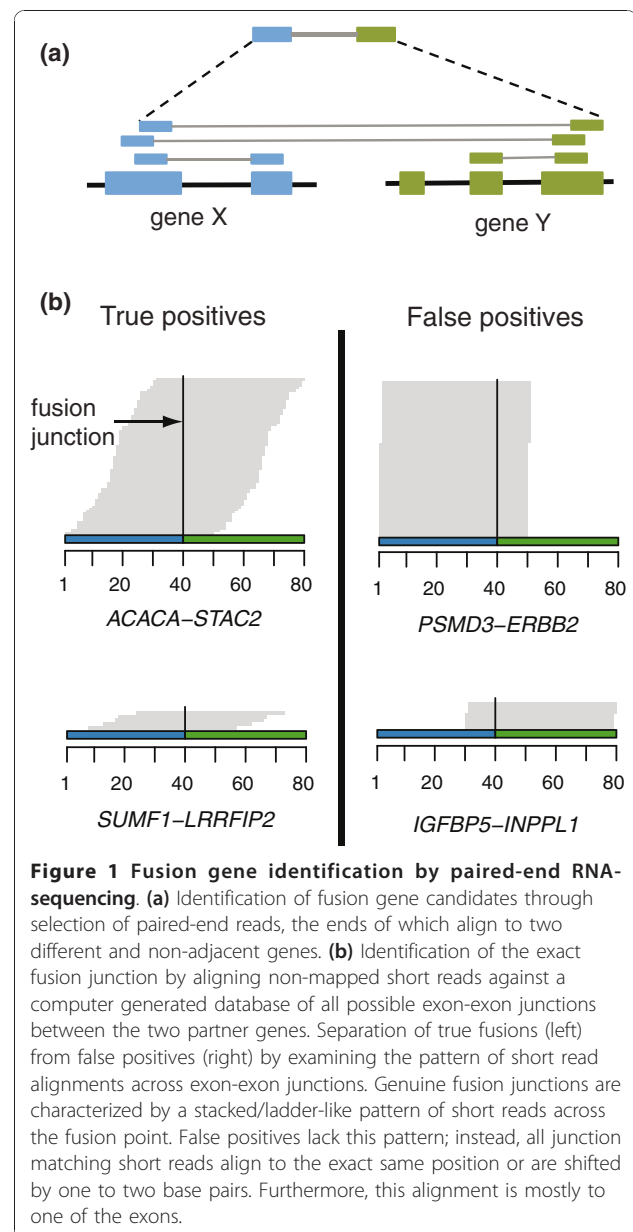 (a)
gene X
gene Y
(b)
True positives
False positives
fusion
junction
1 20 40 60 80
ACACA–STAC2
1 20 40 60 80
PSMD3–ERBB2
1 20 40 60 80
SUMF1–LRRFIP2
1 20 40 60 80
IGFBP5–INPPL1
Figure 1 Fusion gene identification by paired-end RNA-
sequencing. (a) Identification of fusion gene candidates through
selection of paired-end reads, the ends of which align to two
different and non-adjacent genes. (b) Identification of the exact
fusion junction by aligning non-mapped short reads against a
computer generated database of all possible exon-exon junctions
between the two partner genes. Separation of true fusions (left)
from false positives (right) by examining the pattern of short read
alignments across exon-exon junctions. Genuine fusion junctions are
characterized by a stacked/ladder-like pattern of short reads across
the fusion point. False positives lack this pattern; instead, all junction
matching short reads align to the exact same position or are shifted
by one to two base pairs. Furthermore, this alignment is mostly to
one of the exons.